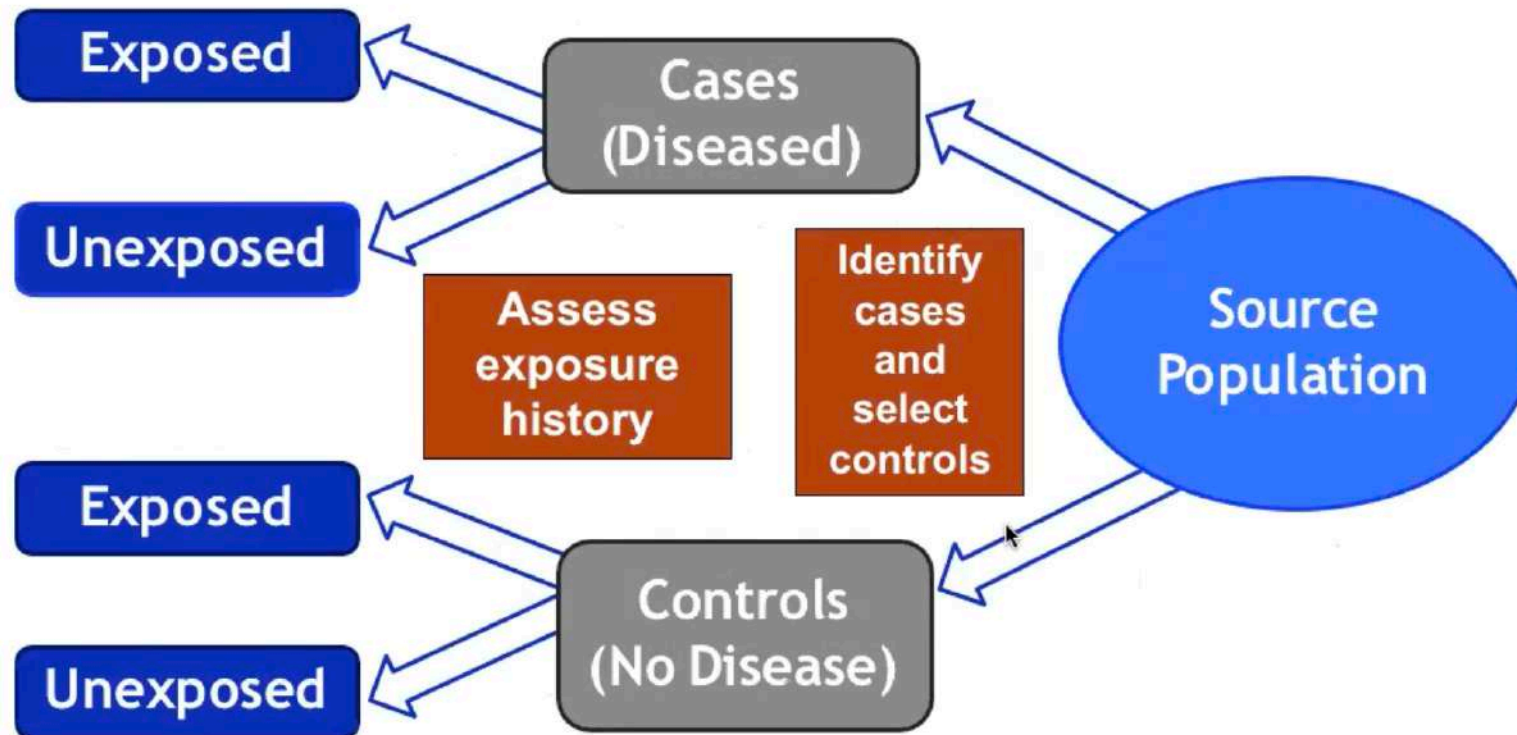 Exposed
Unexposed
Cases
(Diseased)
Assess
exposure
history
Identify
cases
and
select
controls
Source
Population
Exposed
Unexposed
Controls
(No Disease)